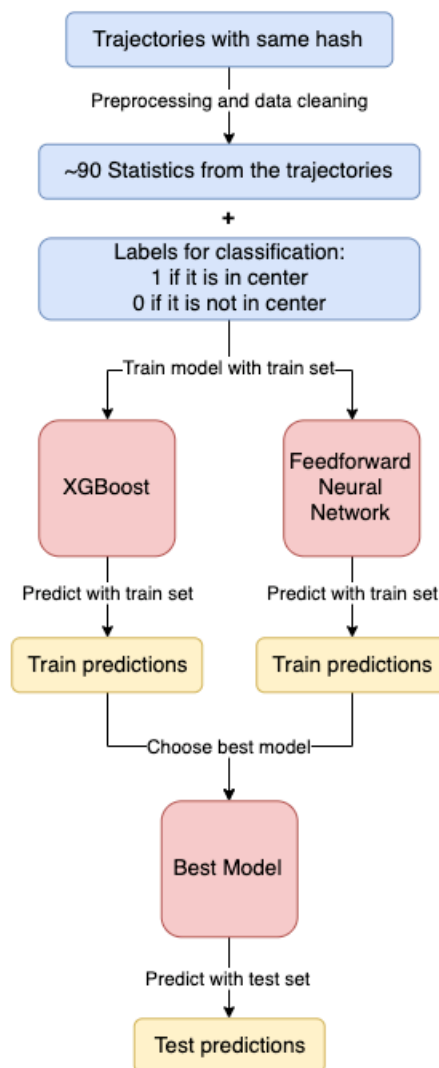 Trajectories with same hash
Preprocessing and data cleaning
~90 Statistics from the trajectories
+
Labels for classification:
1 if it is in center
0 if it is not in center
Train model with train set
XGBoost
Feedforward
Neural
Network
Predict with train set
Predict with train set
Train predictions
Train predictions
Choose best model
Best Model
Predict with test set
Test predictions